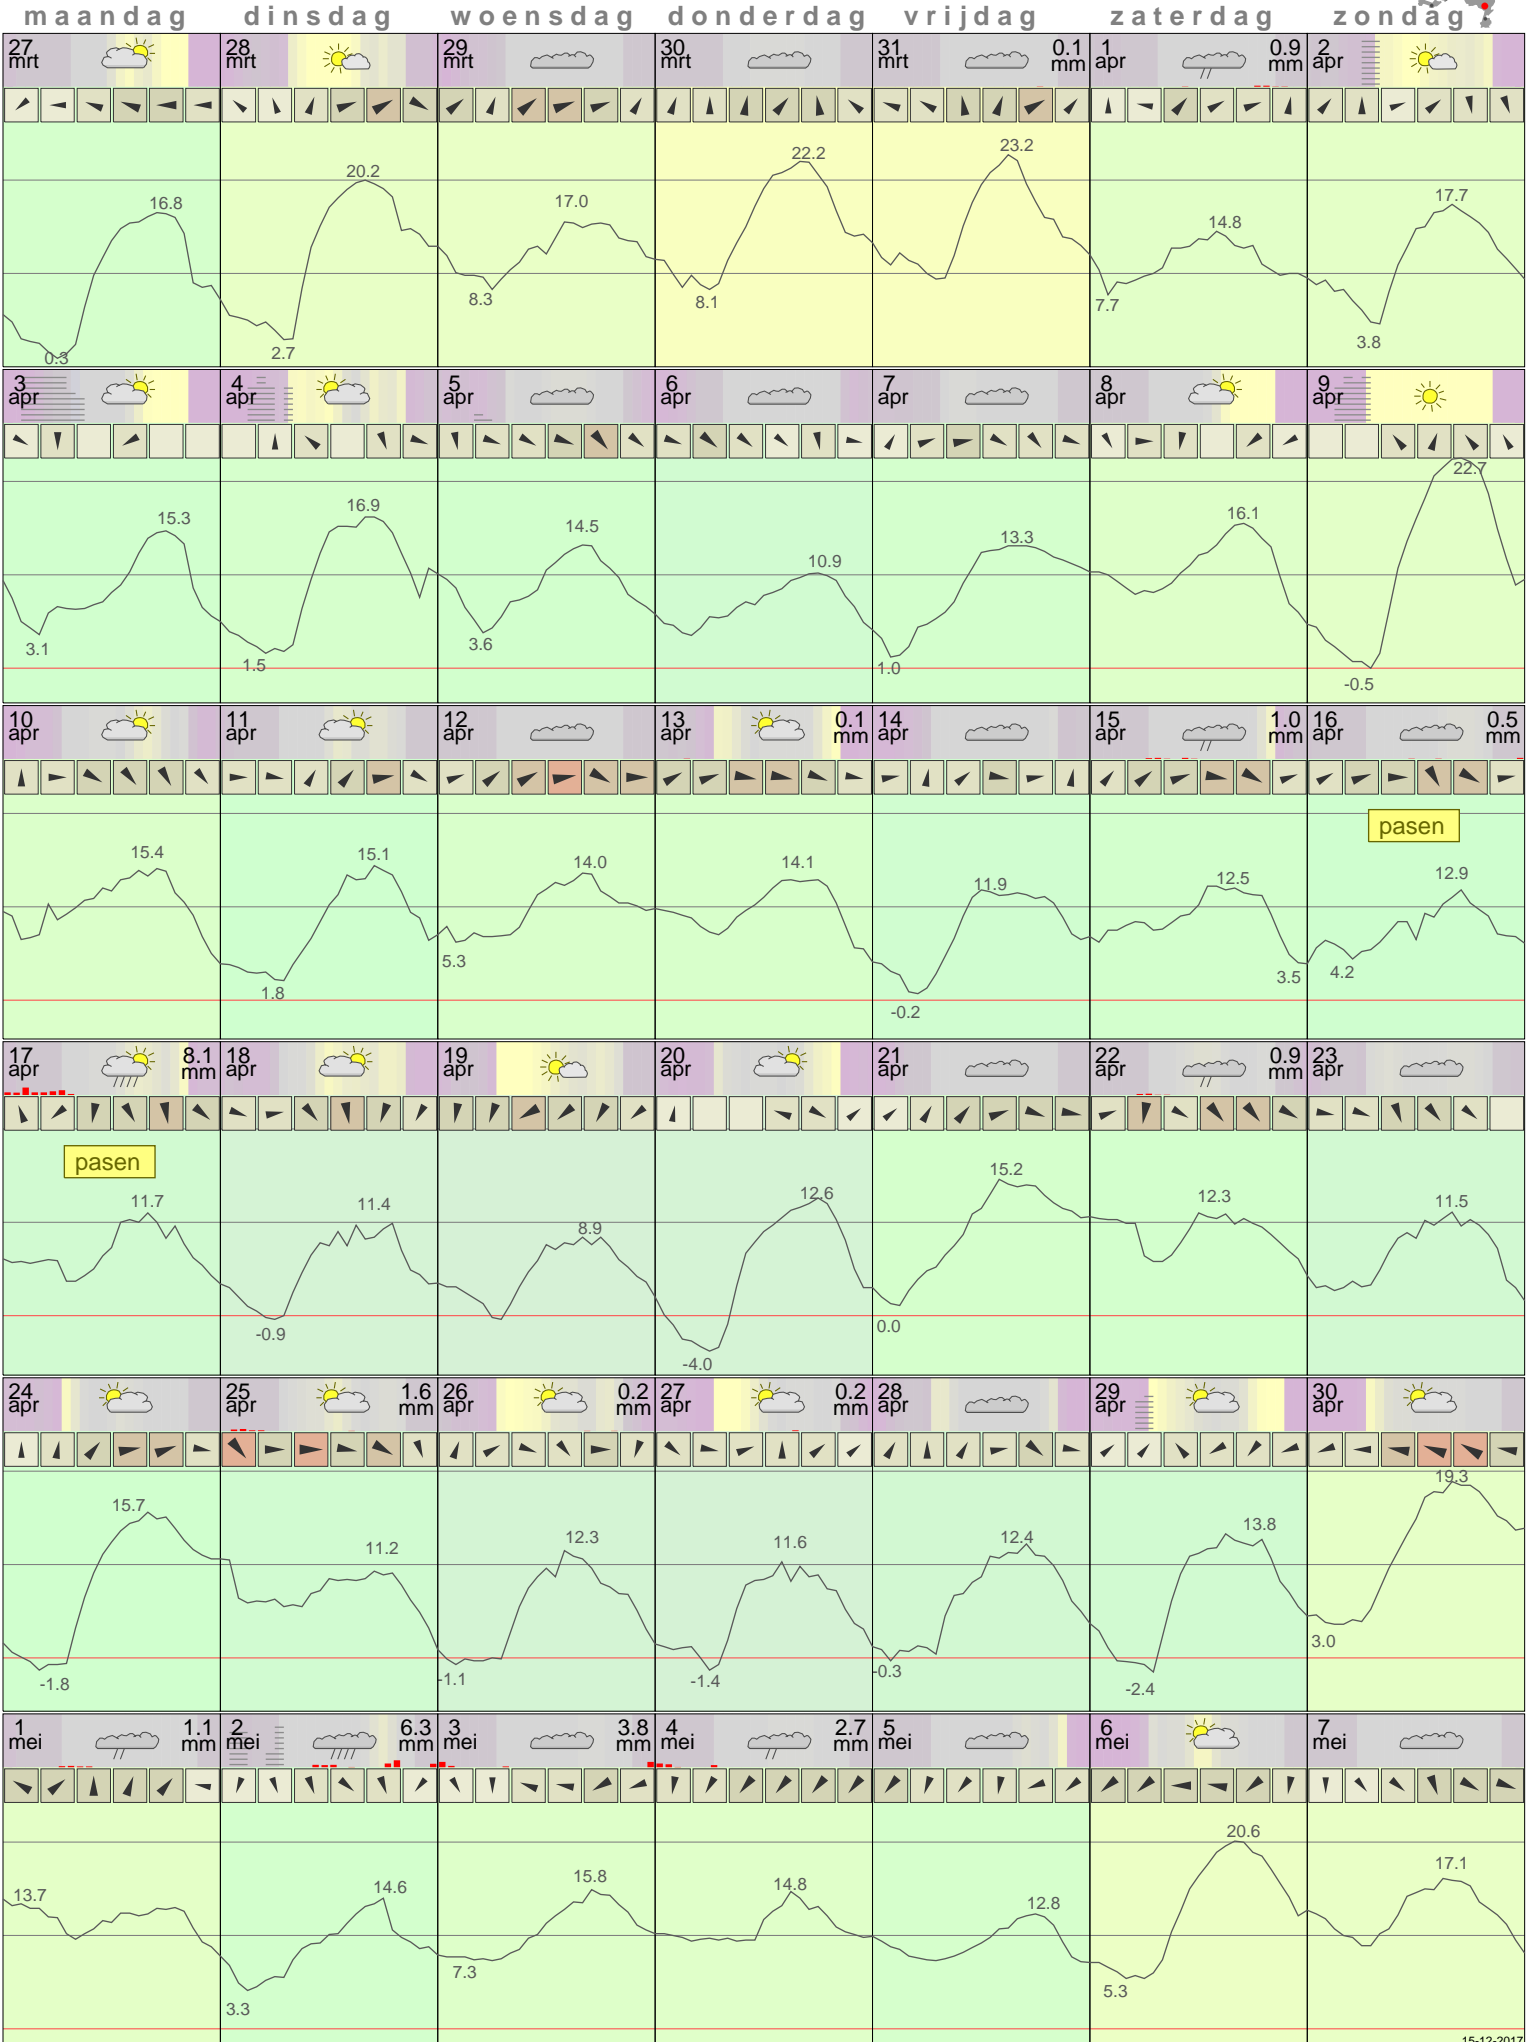 maandag dinsdag woensdag donderdag vrijdag zaterdag zondag
27 28 29 30 31 0.1 1 0.9 2
mrt mrt mrt mrt mrt mm apr mm apr
16.8 20.2 17.0 22.2 23.2 14.8 17.7
0.3 2.7 8.3 8.1 7.7 3.8
3 4 5 6 7 8 9
apr apr apr apr apr apr apr
15.3 16.9 14.5 10.9 13.3 16.1 22.7
3.1 1.5 3.6 1.0 -0.5
10 11 12 13 0.1 14 15 1.0 16 0.5
apr apr apr apr mm apr apr mm apr mm
pasen
15.4 15.1 14.0 14.1 11.9 12.5 12.9
1.8 5.3 -0.2 3.5 4.2
17 8.1 18 19 20 21 22 0.9 23
apr mm apr apr apr apr apr mm apr
pasen
11.7 11.4 8.9 12.6 15.2 12.3 11.5
-0.9 -4.0 0.0
24 25 1.6 26 0.2 27 0.2 28 29 30
apr apr mm apr mm apr mm apr apr apr
15.7 11.2 12.3 11.6 12.4 13.8 19.3
-1.8 -1.1 -1.4 -0.3 -2.4 3.0
1 1.1 2 6.3 3 3.8 4 2.7 5 6 7
mei mm mei mm mei mm mei mm mei mei mei
13.7 14.6 15.8 14.8 12.8 20.6 17.1
3.3 7.3 5.3
15-12-2017